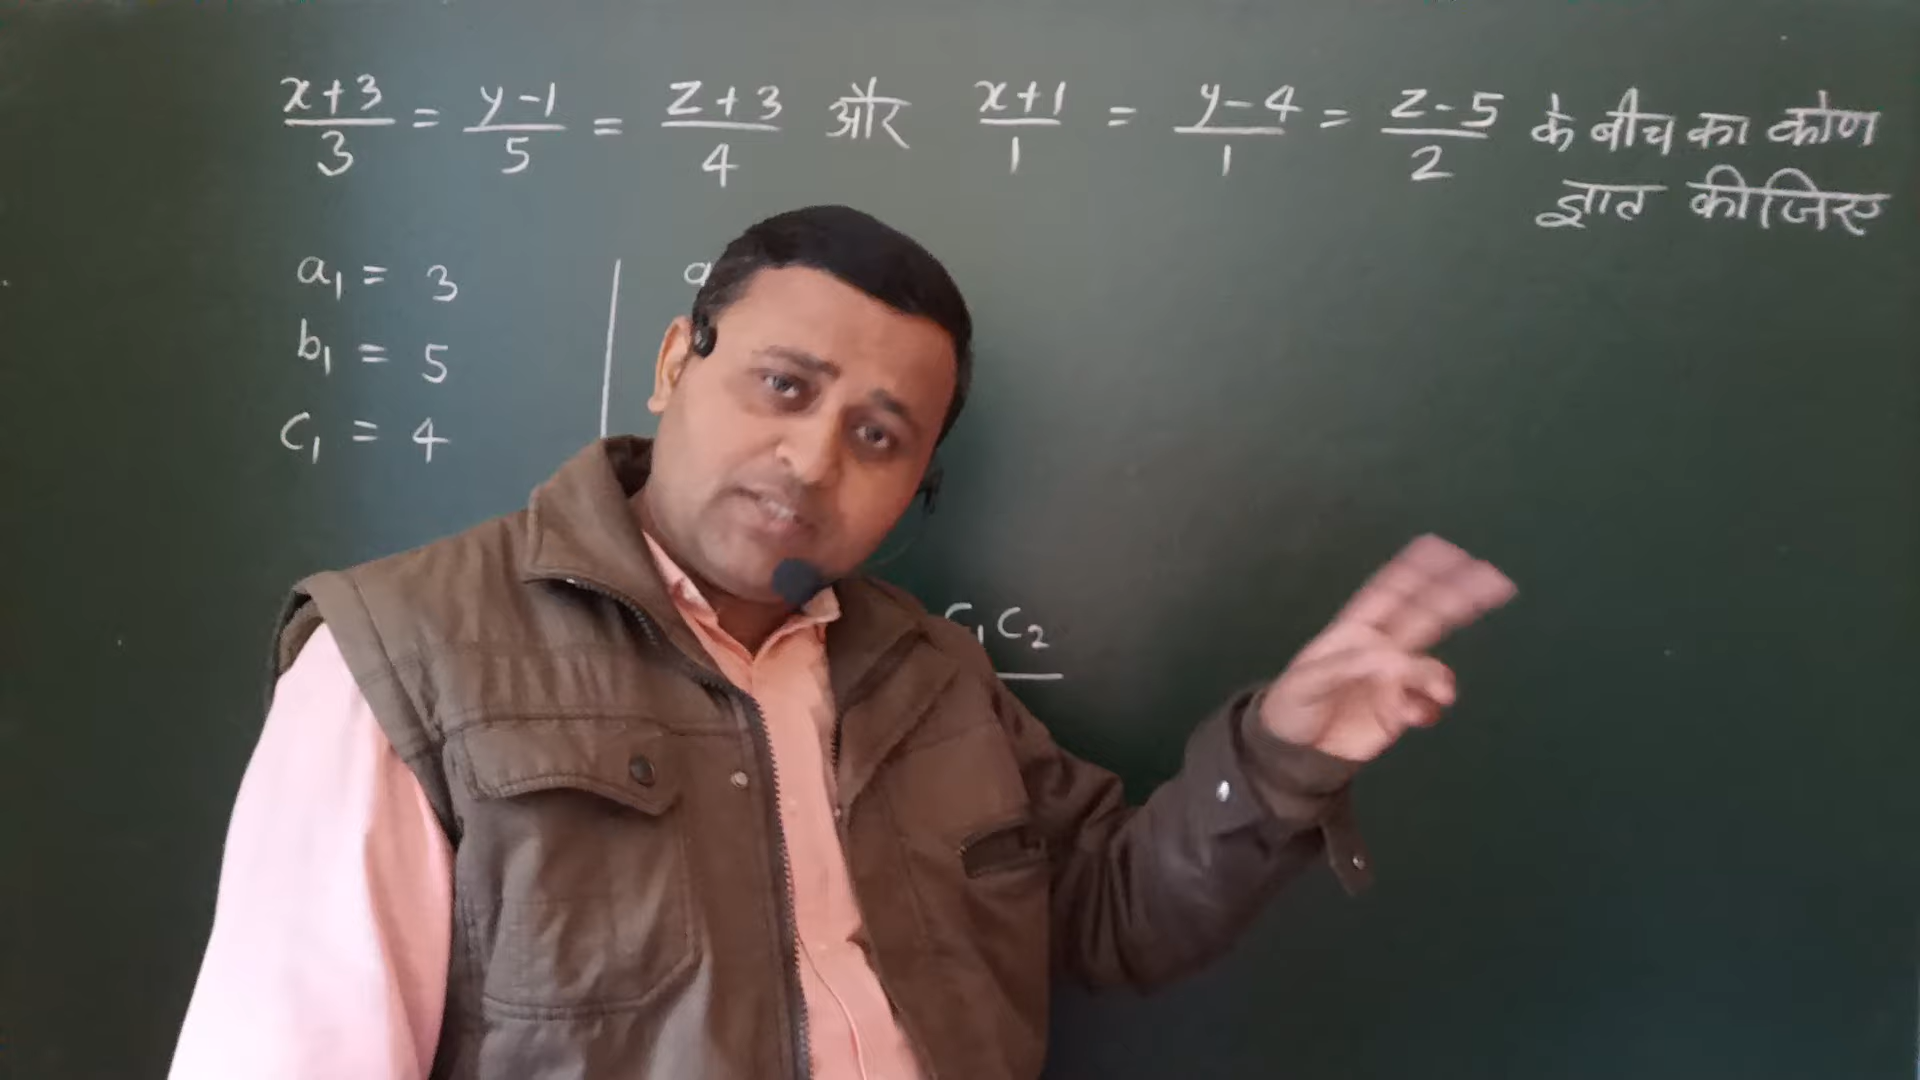 x+3/3 = y-1/5 = z+3/4 और x+1/1 = y-4/1 = z-5/2 के बीच का कोण
ज्ञात कीजिए
a₁ = 3
b₁ = 5
c₁ = 4
a
c₁c₂